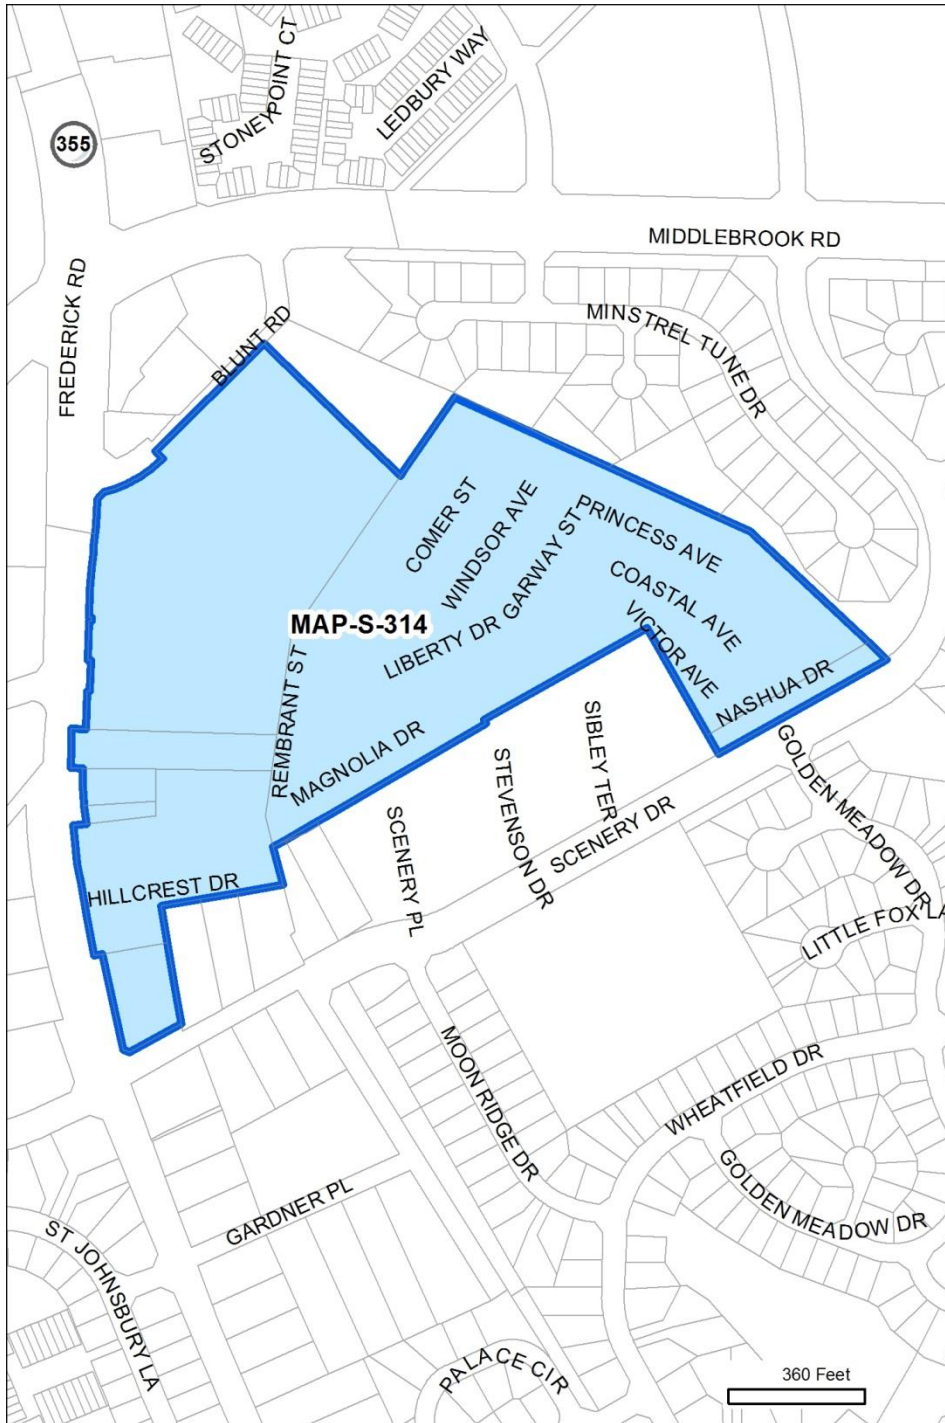 STONEY POINT CT
LEDBURY WAY
355
MIDDLEBROOK RD
FREDERICK RD
BLUNT RD
MINSTREL TUNE DR
COMER ST
WINDSOR AVE
GARWAY ST
PRINCESS AVE
COASTAL AVE
MAP-S-314
LIBERTY DR
VICTOR AVE
REMBRANT ST
MAGNOLIA DR
NASHUA DR
SIBLEY TER
STEVENSON DR
SCENERY PL
SCENERY DR
GOLDEN MEADOW DR
HILLCREST DR
LITTLE FOX LA
MOON RIDGE DR
WHEATFIELD DR
GOLDEN MEADOW DR
GARDNER PL
ST JOHNSBURY LA
PALACE CIR
360 Feet